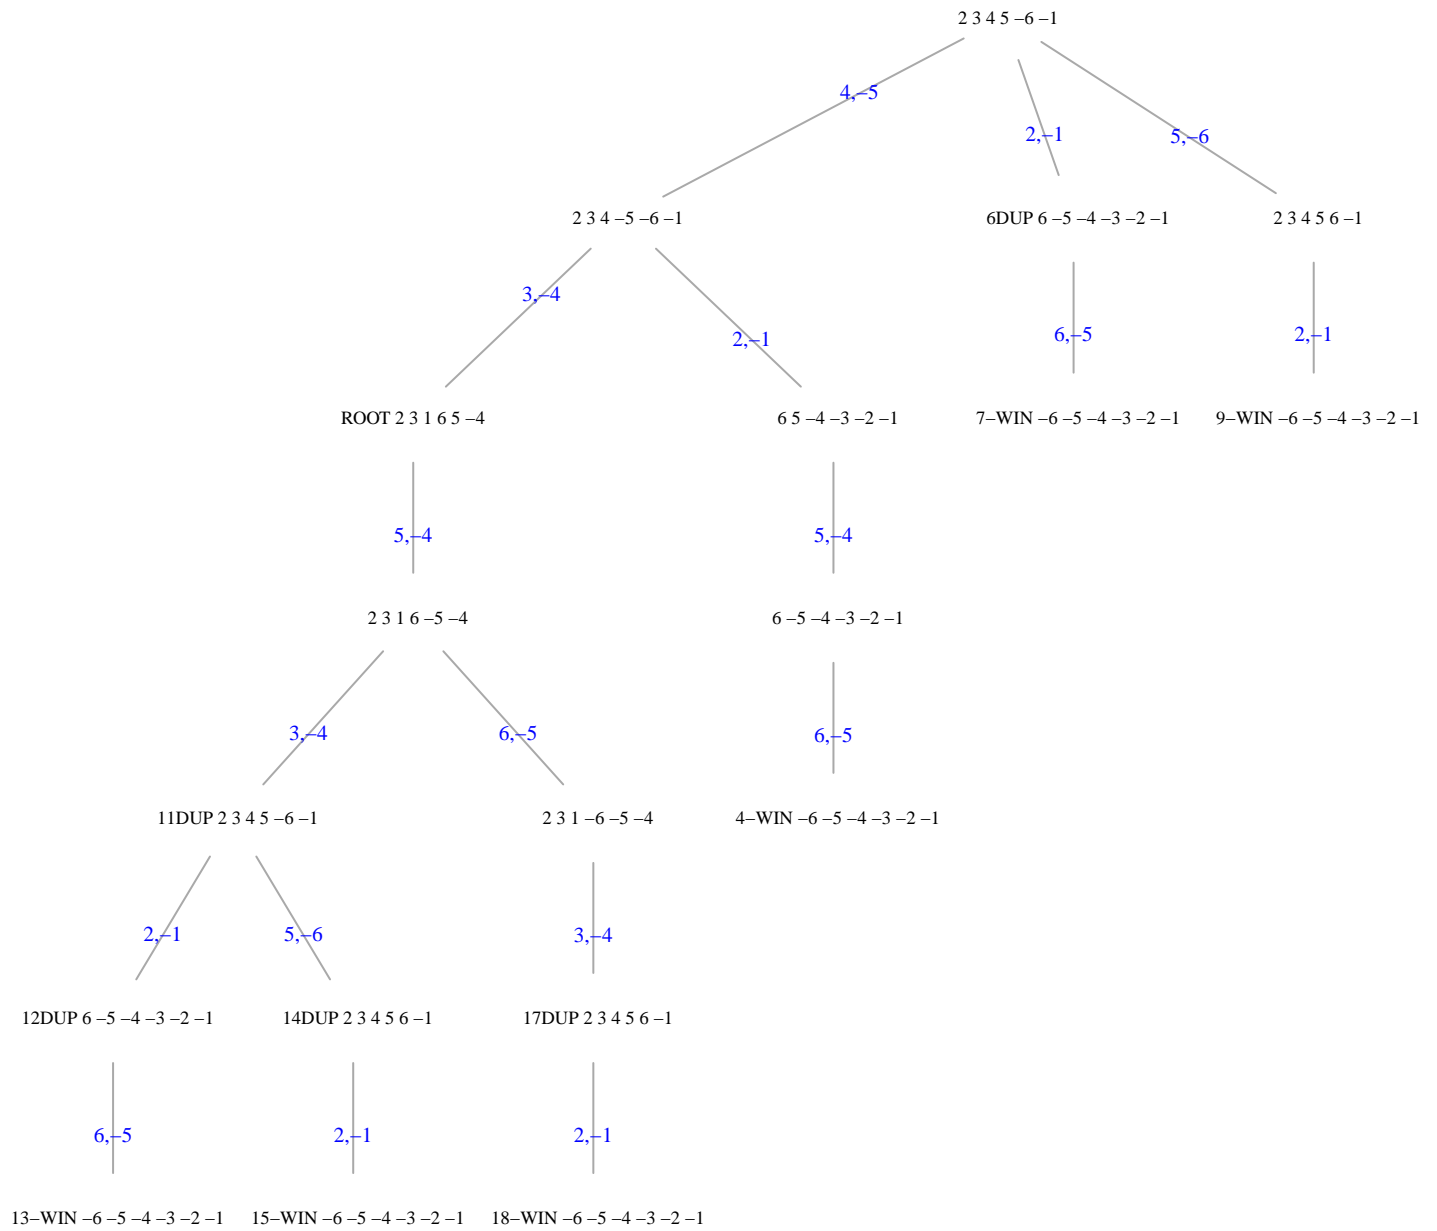 2 3 4 5 –6 –1
4,–5
2,–1
5,–6
2 3 4 –5 –6 –1
6DUP 6 –5 –4 –3 –2 –1
2 3 4 5 6 –1
3,–4
2,–1
6,–5
2,–1
ROOT 2 3 1 6 5 –4
6 5 –4 –3 –2 –1
7–WIN –6 –5 –4 –3 –2 –1
9–WIN –6 –5 –4 –3 –2 –1
5,–4
5,–4
2 3 1 6 –5 –4
6 –5 –4 –3 –2 –1
3,–4
6,–5
6,–5
11DUP 2 3 4 5 –6 –1
2 3 1 –6 –5 –4
4–WIN –6 –5 –4 –3 –2 –1
2,–1
5,–6
3,–4
12DUP 6 –5 –4 –3 –2 –1
14DUP 2 3 4 5 6 –1
17DUP 2 3 4 5 6 –1
6,–5
2,–1
2,–1
13–WIN –6 –5 –4 –3 –2 –1
15–WIN –6 –5 –4 –3 –2 –1
18–WIN –6 –5 –4 –3 –2 –1